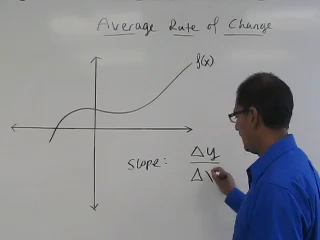 Average Rate of Change
f(x)
slope: Δy
Δ